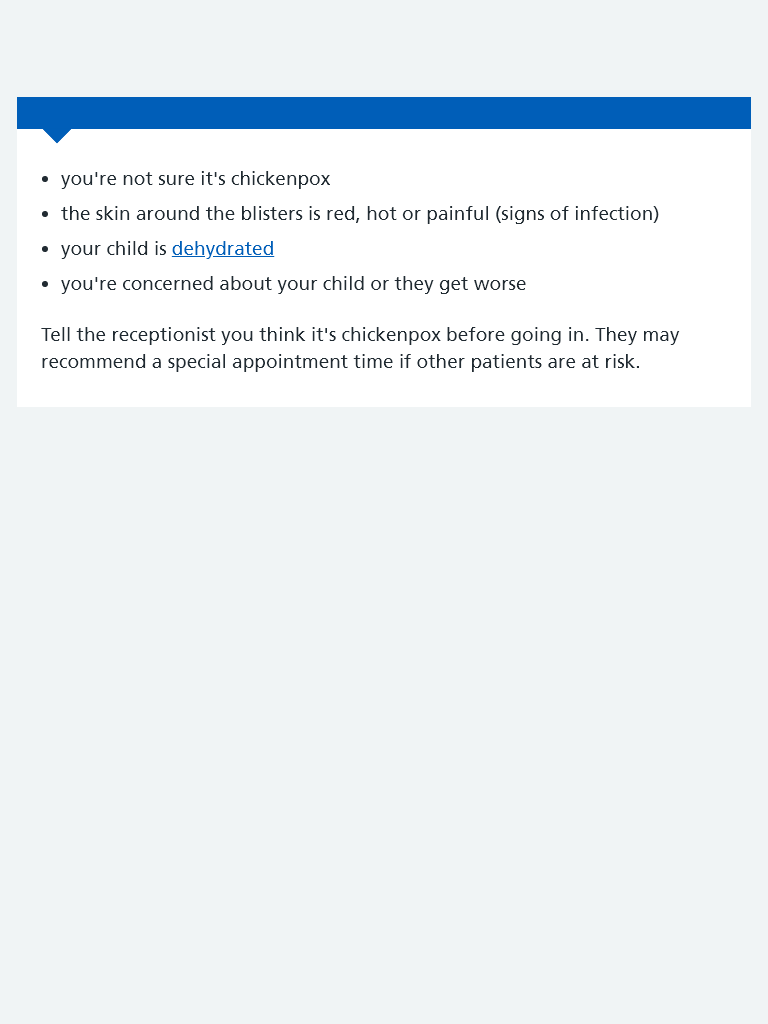 you're not sure it's chickenpox
the skin around the blisters is red, hot or painful (signs of infection)
your child is dehydrated
you're concerned about your child or they get worse
Tell the receptionist you think it's chickenpox before going in. They may
recommend a special appointment time if other patients are at risk.